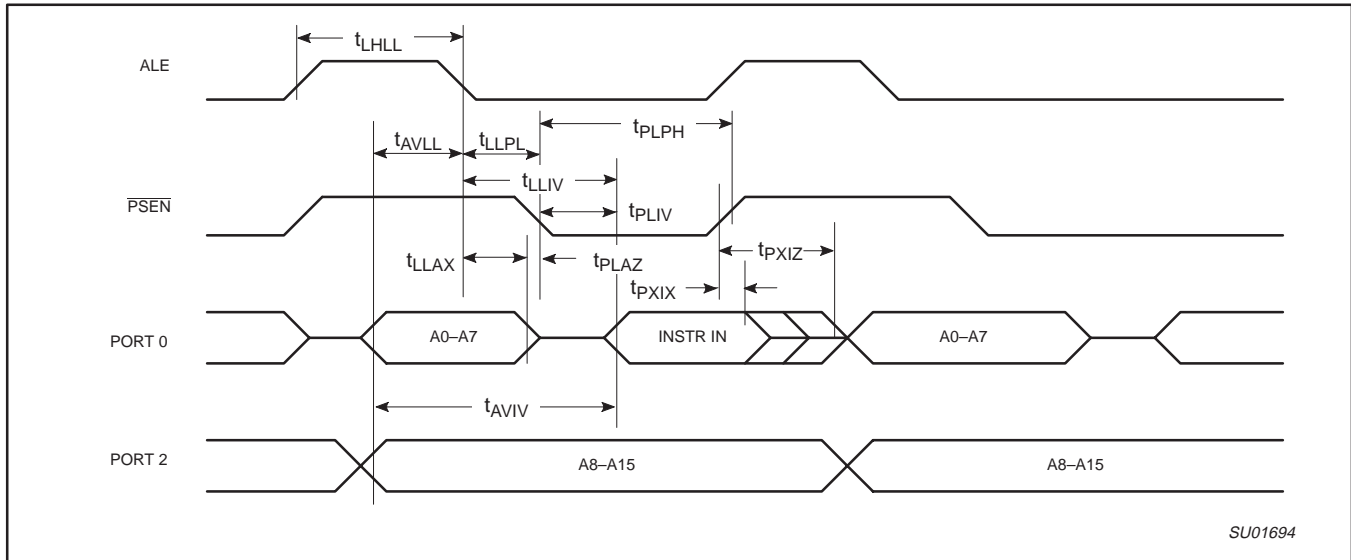 tLHLL
ALE
tPLPH
tAVLL tLLPL
tLLIV
PSEN
tPLIV
tPXIZ
tLLAX tPLAZ
tPXIX
PORT 0 A0–A7 INSTR IN A0–A7
tAVIV
PORT 2 A8–A15 A8–A15
SU01694